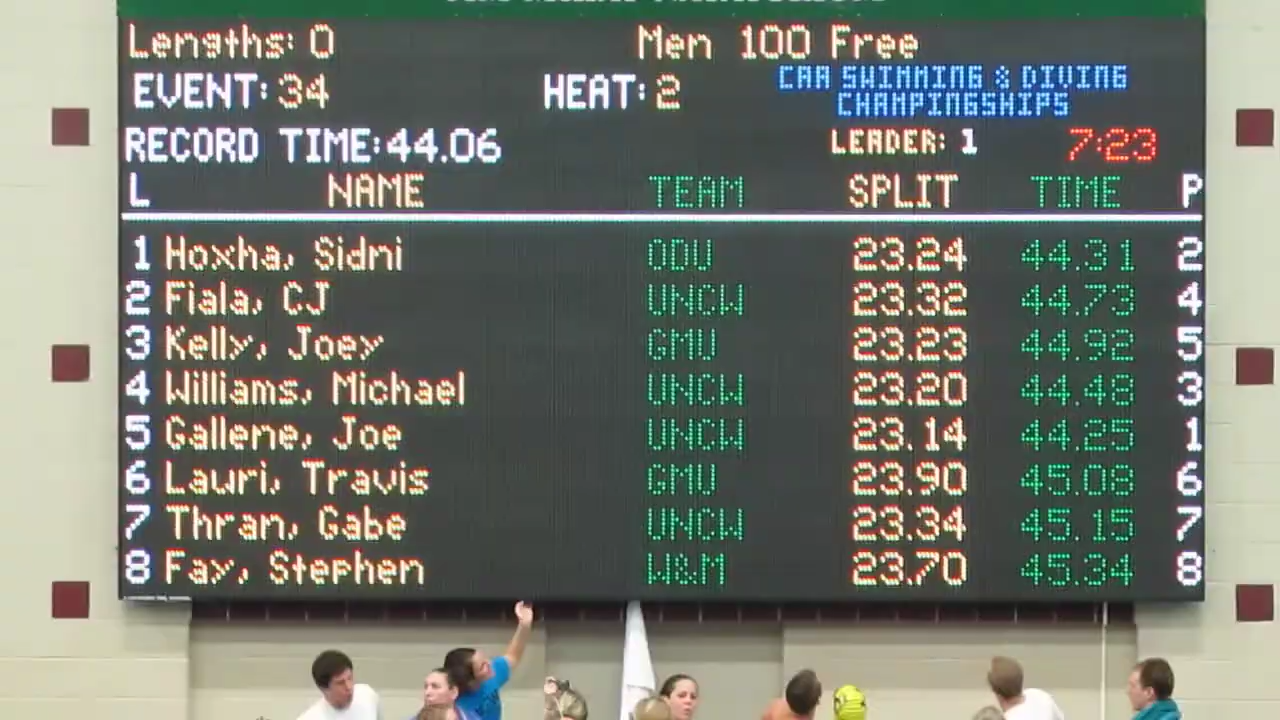 Lengths: 0 Men 100 Free
EVENT:34 HEAT:2 CAA SWIMMING & DIVING
CHAMPINGSHIPS
RECORD TIME:44.06 LEADER: 1 7:23
L NAME TEAM SPLIT TIME P
1 Hoxha, Sidni ODU 23.24 44.31 2
2 Fiala, CJ UNCW 23.32 44.73 4
3 Kelly, Joey GMU 23.23 44.92 5
4 Williams, Michael UNCW 23.20 44.48 3
5 Gallene, Joe UNCW 23.14 44.25 1
6 Lauri, Travis GMU 23.90 45.08 6
7 Thran, Gabe UNCW 23.34 45.15 7
8 Fay, Stephen W&M 23.70 45.34 8